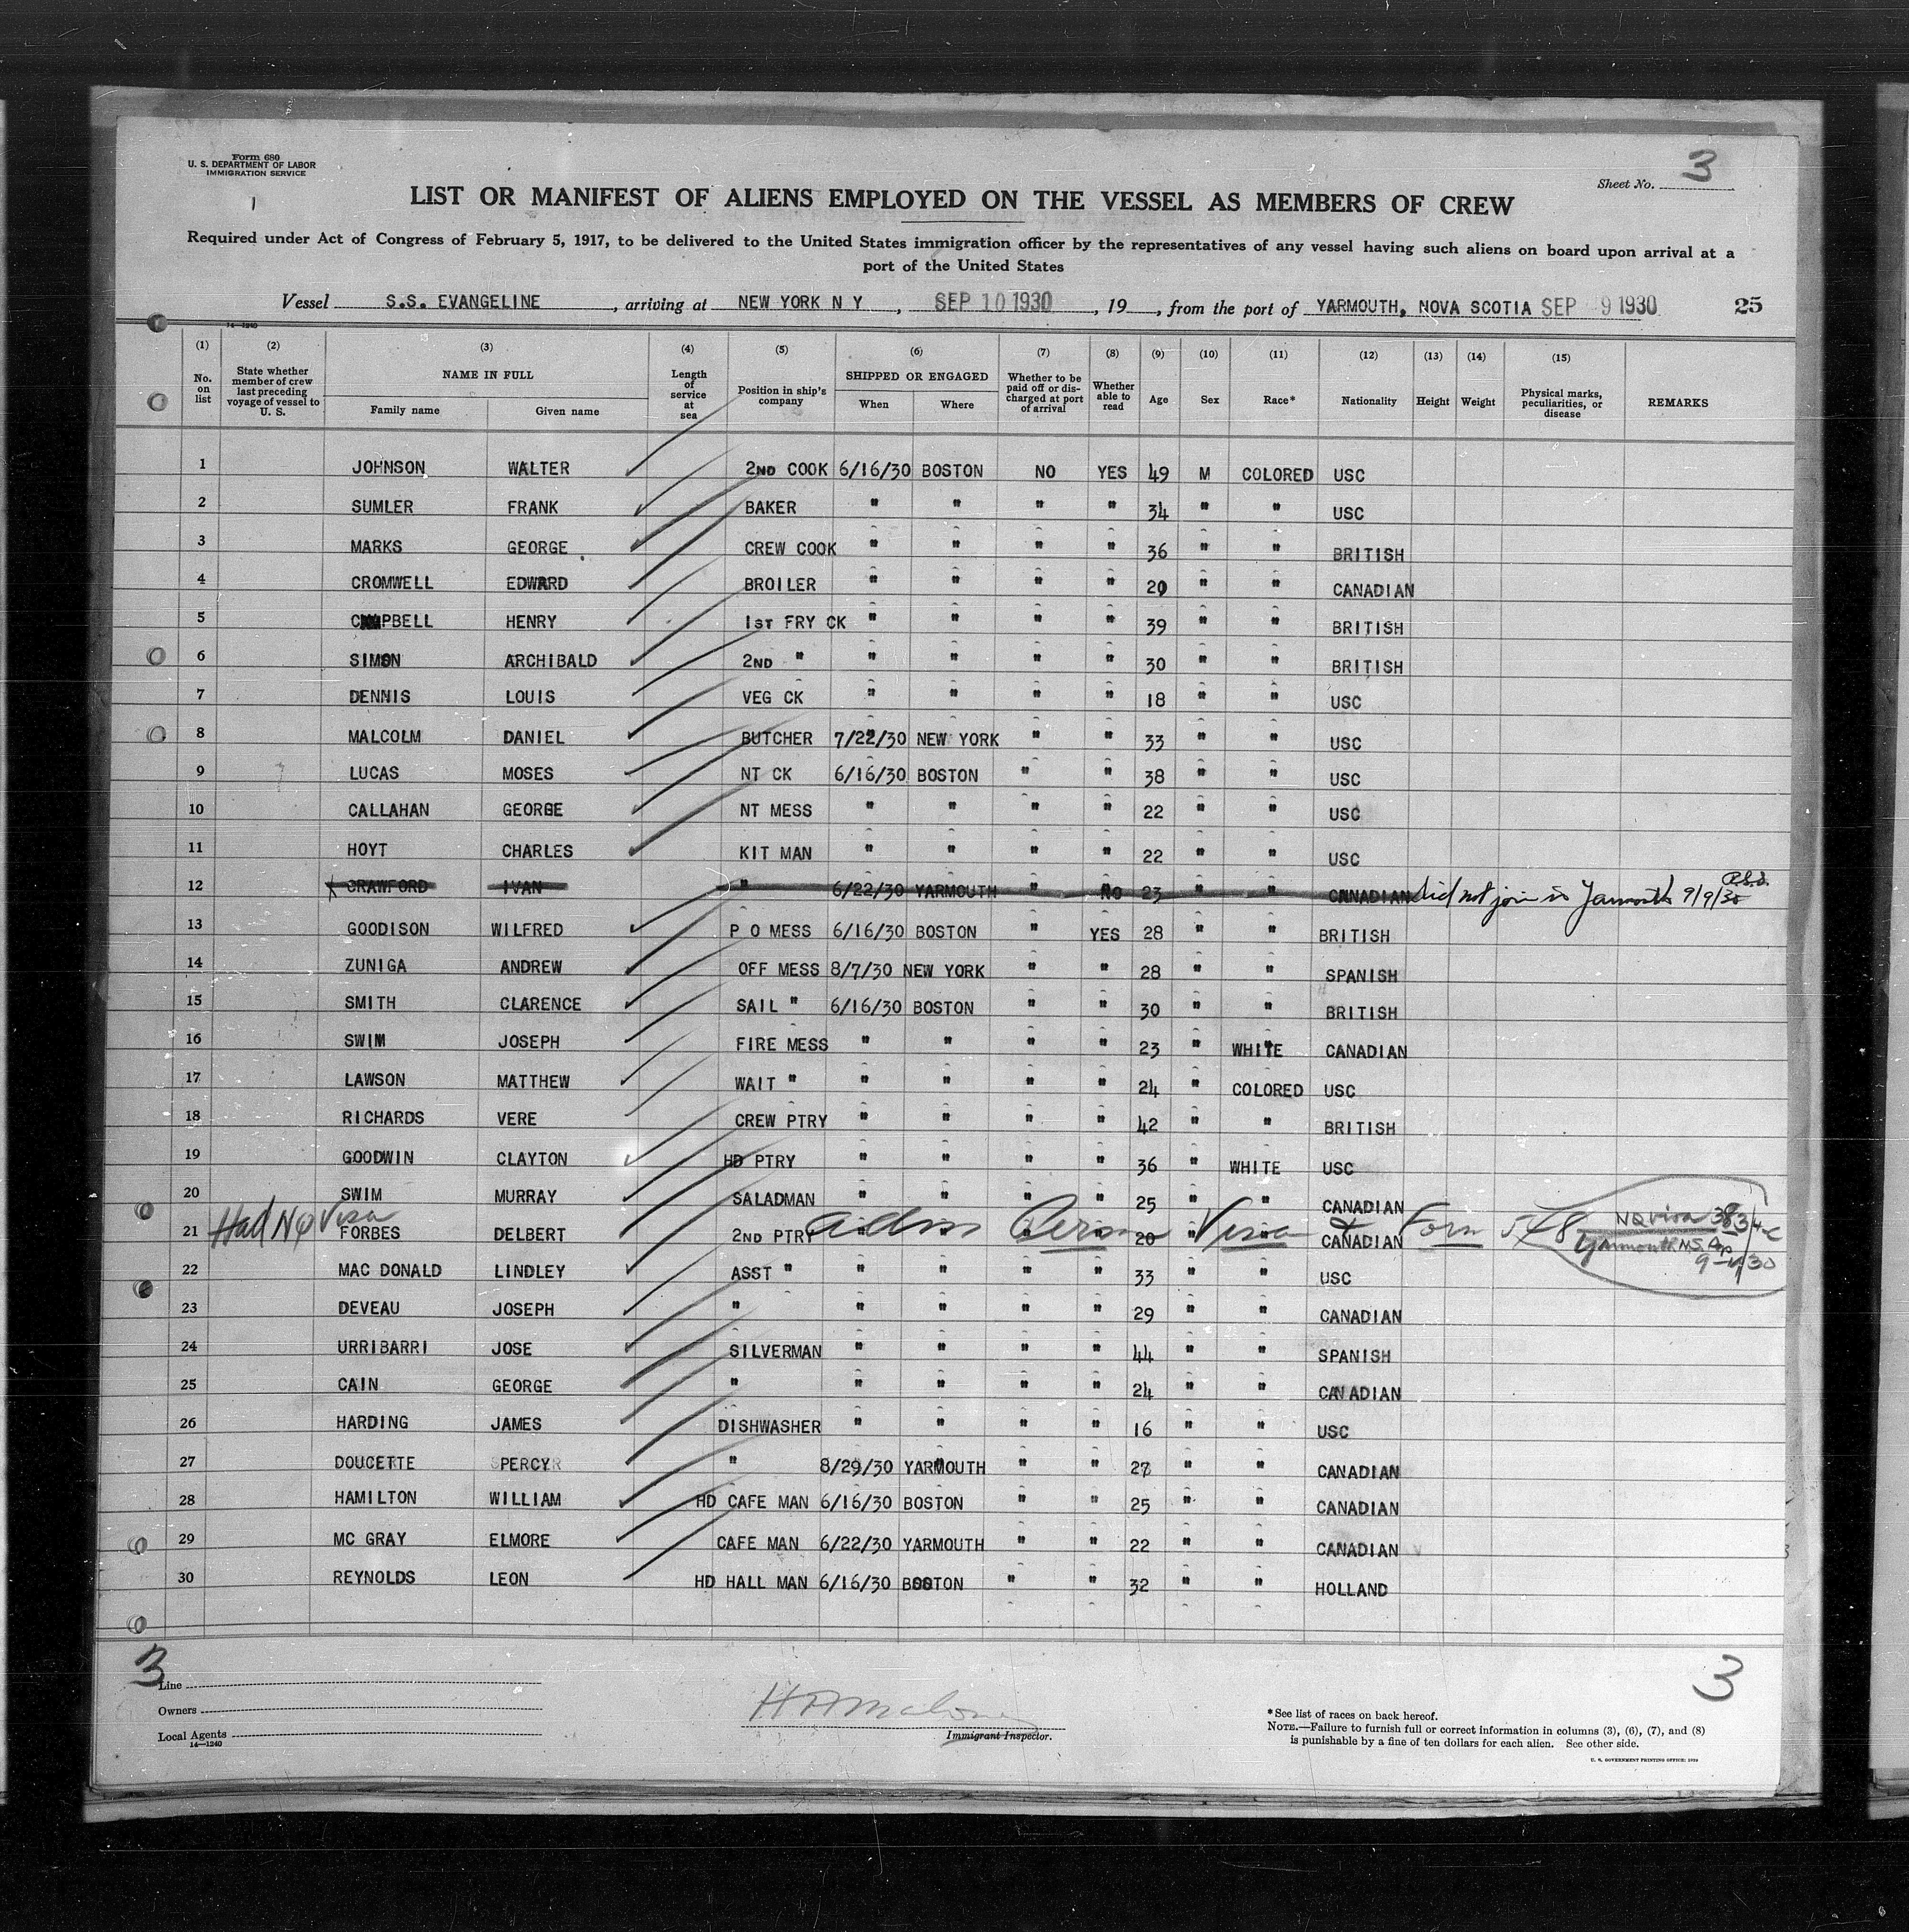 Form 680
U. S. DEPARTMENT OF LABOR
IMMIGRATION SERVICE
Sheet No. 3
LIST OR MANIFEST OF ALIENS EMPLOYED ON THE VESSEL AS MEMBERS OF CREW
Required under Act of Congress of February 5, 1917, to be delivered to the United States immigration officer by the representatives of any vessel having such aliens on board upon arrival at a
port of the United States
Vessel S.S. EVANGELINE, arriving at NEW YORK N Y, SEP 10 1930, 19 , from the port of YARMOUTH, NOVA SCOTIA SEP 9 1930 25
14—1240
(1) (2) (3) (4) (5) (6) (7) (8) (9) (10) (11) (12) (13) (14) (15)
No. on list State whether member of crew last preceding voyage of vessel to U. S. NAME IN FULL Length of service at sea Position in ship's company SHIPPED OR ENGAGED Whether to be paid off or discharged at port of arrival Whether able to read Age Sex Race* Nationality Height Weight Physical marks, peculiarities, or disease REMARKS
Family name Given name When Where
1 JOHNSON WALTER 2ND COOK 6/16/30 BOSTON NO YES 49 M COLORED USC
2 SUMLER FRANK BAKER " " " " 34 " " USC
3 MARKS GEORGE CREW COOK " " " " 36 " " BRITISH
4 CROMWELL EDWARD BROILER " " " " 20 " " CANADIAN
5 CAMPBELL HENRY 1ST FRY CK " " " " 39 " " BRITISH
6 SIMON ARCHIBALD 2ND " " " " " 30 " " BRITISH
7 DENNIS LOUIS VEG CK " " " " 18 " " USC
8 MALCOLM DANIEL BUTCHER 7/22/30 NEW YORK " " 33 " " USC
9 LUCAS MOSES NT CK 6/16/30 BOSTON " " 38 " " USC
10 CALLAHAN GEORGE NT MESS " " " " 22 " " USC
11 HOYT CHARLES KIT MAN " " " " 22 " " USC
12 CRAWFORD IVAN " 6/22/30 YARMOUTH " NO 23 " " CANADIAN did not join in Yarmouth 9/9/30
13 GOODISON WILFRED P O MESS 6/16/30 BOSTON " YES 28 " " BRITISH
14 ZUNIGA ANDREW OFF MESS 8/7/30 NEW YORK " " 28 " " SPANISH
15 SMITH CLARENCE SAIL " 6/16/30 BOSTON " " 30 " " BRITISH
16 SWIM JOSEPH FIRE MESS " " " " 23 " WHITE CANADIAN
17 LAWSON MATTHEW WAIT " " " " " 24 " COLORED USC
18 RICHARDS VERE CREW PTRY " " " " 42 " " BRITISH
19 GOODWIN CLAYTON HD PTRY " " " " 36 " WHITE USC
20 SWIM MURRAY SALADMAN " " " " 25 " " CANADIAN
Had No Visa
21 FORBES DELBERT 2ND PTRY " " " " 20 " " CANADIAN
Visa & Form 548
No visa
Yarmouth N.S.
22 MAC DONALD LINDLEY ASST " " " " " 33 " " USC
23 DEVEAU JOSEPH " " " " " 29 " " CANADIAN
24 URRIBARRI JOSE SILVERMAN " " " " 44 " " SPANISH
25 CAIN GEORGE " " " " " 24 " " CANADIAN
26 HARDING JAMES DISHWASHER " " " " 16 " " USC
27 DOUCETTE PERCY " 8/29/30 YARMOUTH " " 27 " " CANADIAN
28 HAMILTON WILLIAM HD CAFE MAN 6/16/30 BOSTON " " 25 " " CANADIAN
29 MC GRAY ELMORE CAFE MAN 6/22/30 YARMOUTH " " 22 " " CANADIAN
30 REYNOLDS LEON HD HALL MAN 6/16/30 BOSTON " " 32 " " HOLLAND
3
3
Line
Owners
Local Agents
14—1240
Immigrant Inspector.
*See list of races on back hereof.
NOTE.—Failure to furnish full or correct information in columns (3), (6), (7), and (8)
is punishable by a fine of ten dollars for each alien. See other side.
U. S. GOVERNMENT PRINTING OFFICE: 1929